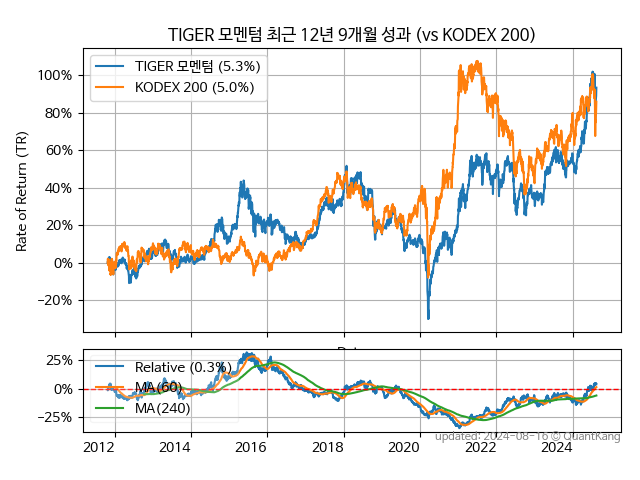 TIGER 모멘텀 최근 12년 9개월 성과 (vs KODEX 200)
Rate of Return (TR)
TIGER 모멘텀 (5.3%)
KODEX 200 (5.0%)
100%
80%
60%
40%
20%
0%
−20%
25%
0%
−25%
Relative (0.3%)
MA(60)
MA(240)
2012 2014 2016 2018 2020 2022 2024
updated: 2024-08-16 © QuantKang